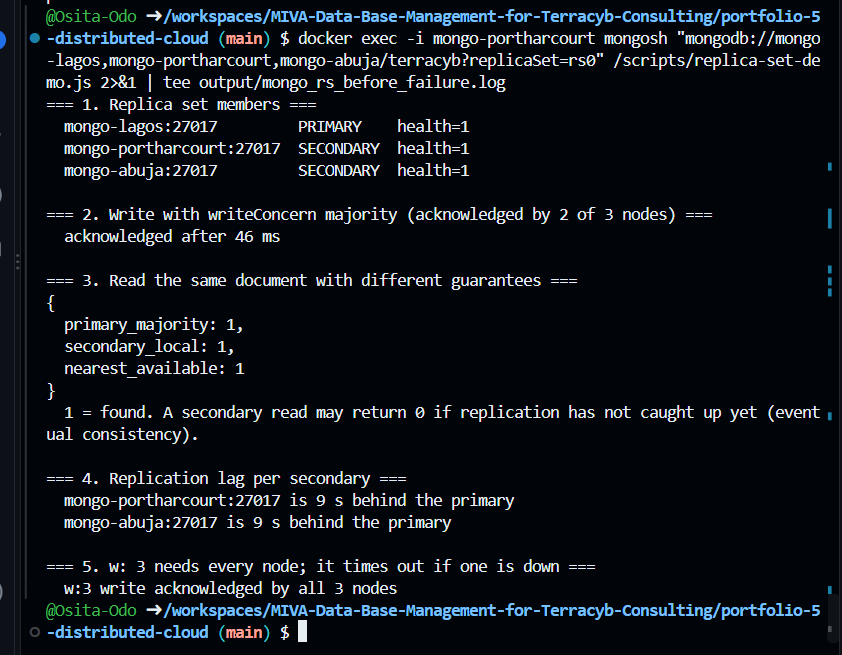 @Osita-Odo ➜/workspaces/MIVA-Data-Base-Management-for-Terracyb-Consulting/portfolio-5
-distributed-cloud (main) $ docker exec -i mongo-portharcourt mongosh "mongodb://mongo
-lagos,mongo-portharcourt,mongo-abuja/terracyb?replicaSet=rs0" /scripts/replica-set-de
mo.js 2>&1 | tee output/mongo_rs_before_failure.log
=== 1. Replica set members ===
  mongo-lagos:27017         PRIMARY    health=1
  mongo-portharcourt:27017  SECONDARY  health=1
  mongo-abuja:27017         SECONDARY  health=1

=== 2. Write with writeConcern majority (acknowledged by 2 of 3 nodes) ===
  acknowledged after 46 ms

=== 3. Read the same document with different guarantees ===
{
  primary_majority: 1,
  secondary_local: 1,
  nearest_available: 1
}
  1 = found. A secondary read may return 0 if replication has not caught up yet (event
ual consistency).

=== 4. Replication lag per secondary ===
  mongo-portharcourt:27017 is 9 s behind the primary
  mongo-abuja:27017 is 9 s behind the primary

=== 5. w: 3 needs every node; it times out if one is down ===
  w:3 write acknowledged by all 3 nodes
@Osita-Odo ➜/workspaces/MIVA-Data-Base-Management-for-Terracyb-Consulting/portfolio-5
-distributed-cloud (main) $